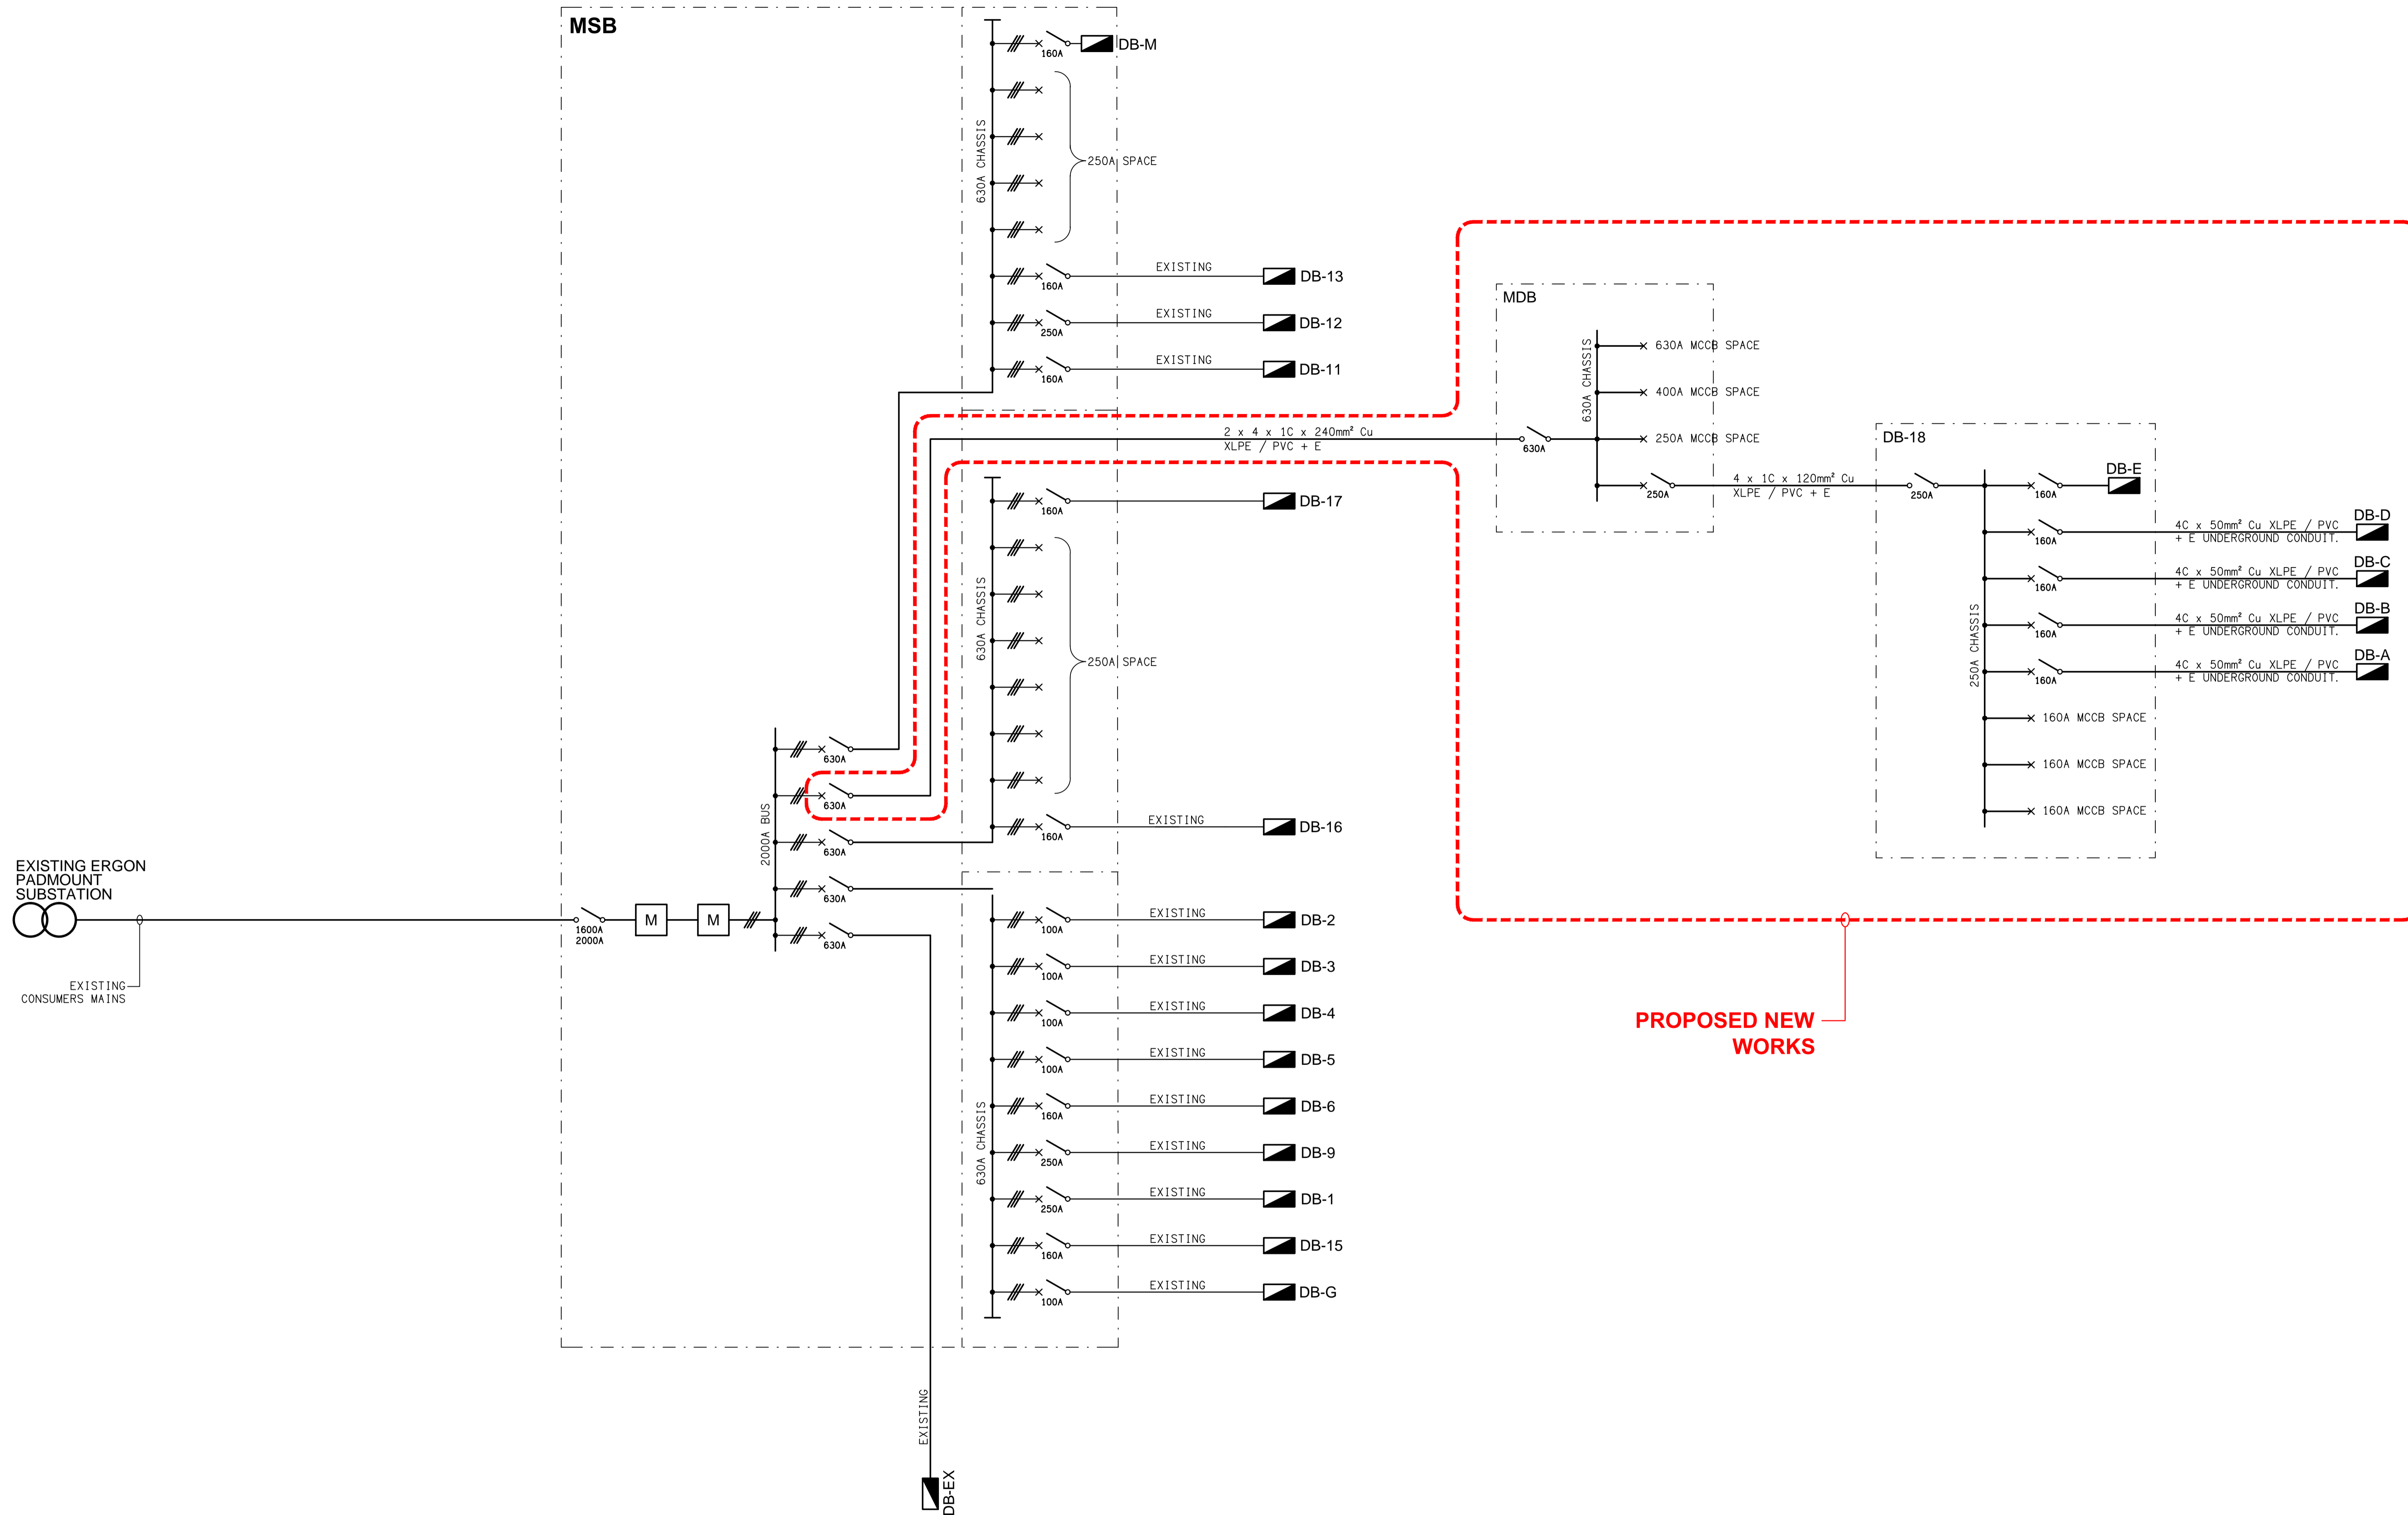 MSB
160A
DB-M
630A CHASSIS
250A SPACE
EXISTING
160A
DB-13
EXISTING
250A
DB-12
EXISTING
160A
DB-11
2 x 4 x 1C x 240mm² Cu
XLPE / PVC + E
MDB
630A CHASSIS
630A MCCB SPACE
400A MCCB SPACE
250A MCCB SPACE
630A
250A
4 x 1C x 120mm² Cu
XLPE / PVC + E
DB-18
250A
250A CHASSIS
160A
DB-E
160A
4C x 50mm² Cu XLPE / PVC
+ E UNDERGROUND CONDUIT.
DB-D
160A
4C x 50mm² Cu XLPE / PVC
+ E UNDERGROUND CONDUIT.
DB-C
160A
4C x 50mm² Cu XLPE / PVC
+ E UNDERGROUND CONDUIT.
DB-B
160A
4C x 50mm² Cu XLPE / PVC
+ E UNDERGROUND CONDUIT.
DB-A
160A MCCB SPACE
160A MCCB SPACE
160A MCCB SPACE
160A
DB-17
630A CHASSIS
250A SPACE
160A
EXISTING
DB-16
2000A BUS
630A
630A
630A
630A
630A
EXISTING ERGON
PADMOUNT
SUBSTATION
EXISTING
CONSUMERS MAINS
1600A
2000A
M
M
630A CHASSIS
100A
EXISTING
DB-2
100A
EXISTING
DB-3
100A
EXISTING
DB-4
100A
EXISTING
DB-5
160A
EXISTING
DB-6
250A
EXISTING
DB-9
250A
EXISTING
DB-1
160A
EXISTING
DB-15
100A
EXISTING
DB-G
PROPOSED NEW
WORKS
EXISTING
DB-EX